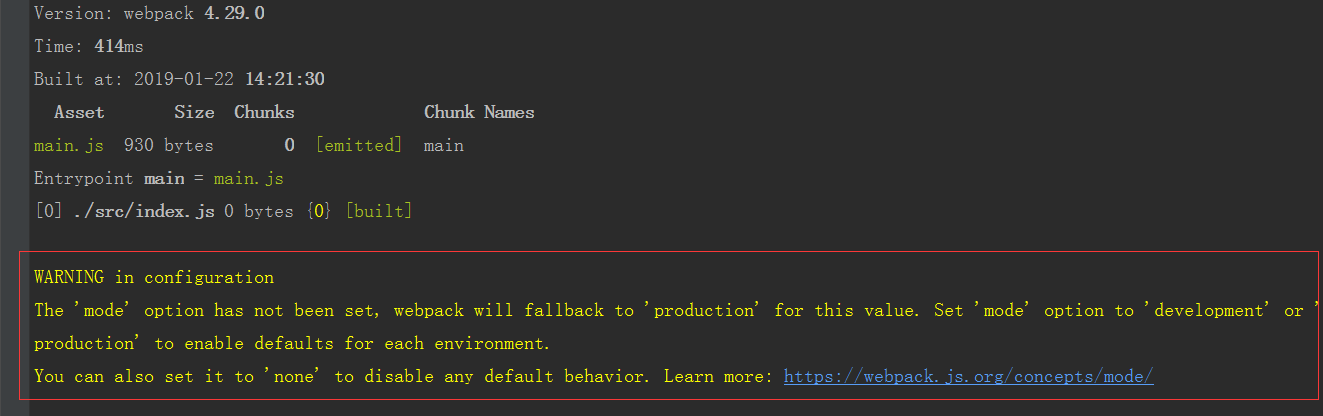 Version: webpack 4.29.0
Time: 414ms
Built at: 2019-01-22 14:21:30
Asset Size Chunks Chunk Names
main.js 930 bytes 0 [emitted] main
Entrypoint main = main.js
[0] ./src/index.js 0 bytes {0} [built]
WARNING in configuration
The 'mode' option has not been set, webpack will fallback to 'production' for this value. Set 'mode' option to 'development' or '
production' to enable defaults for each environment.
You can also set it to 'none' to disable any default behavior. Learn more: https://webpack.js.org/concepts/mode/